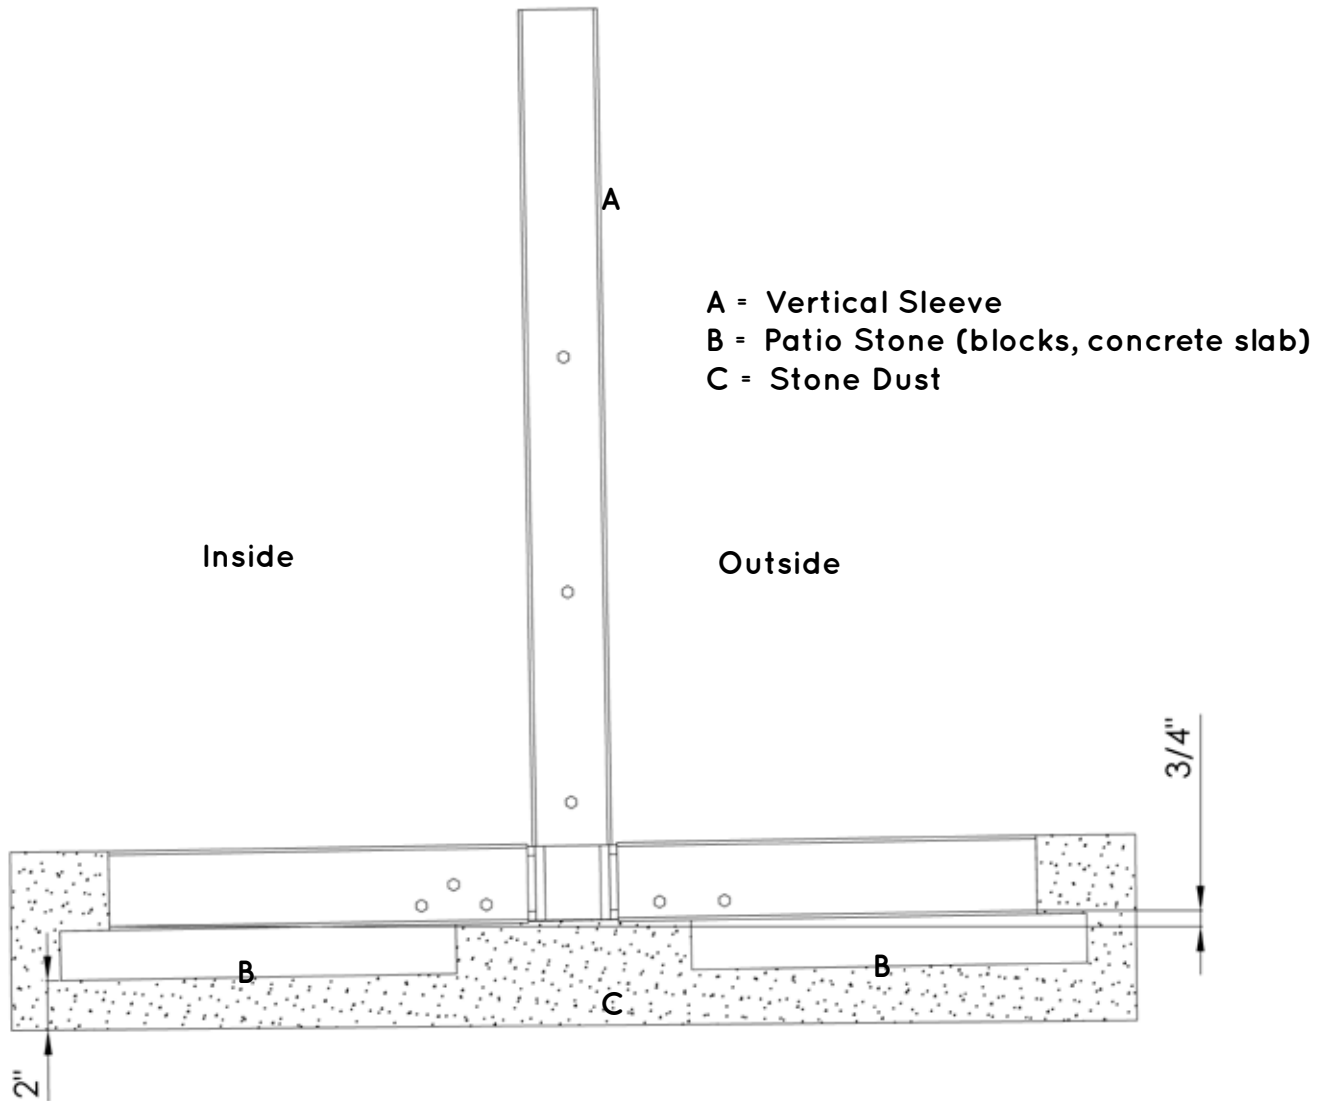 A
A = Vertical Sleeve
B = Patio Stone (blocks, concrete slab)
C = Stone Dust
Inside
Outside
3/4"
B
B
C
2"